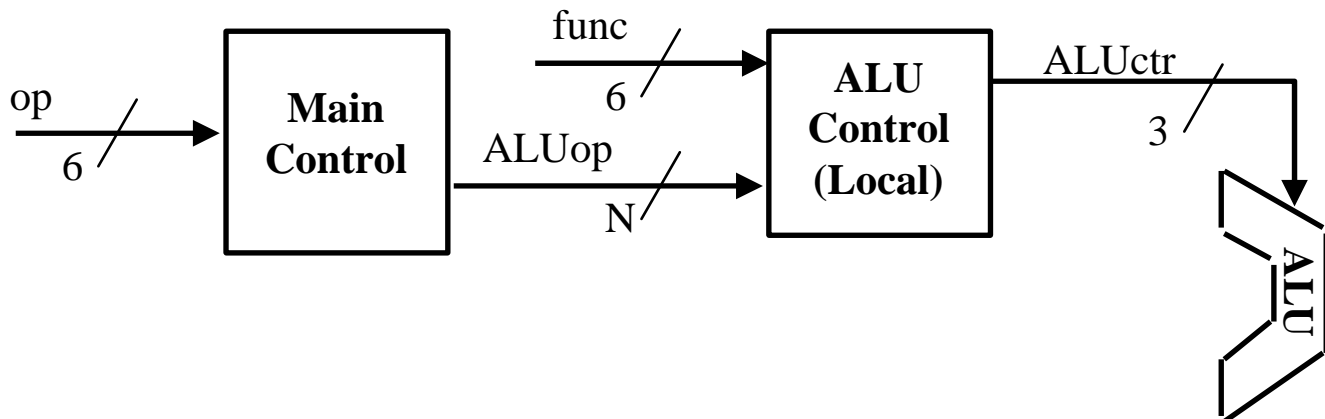 op
6
Main
Control
func
6
ALUop
N
ALU
Control
(Local)
ALUctr
3
ALU